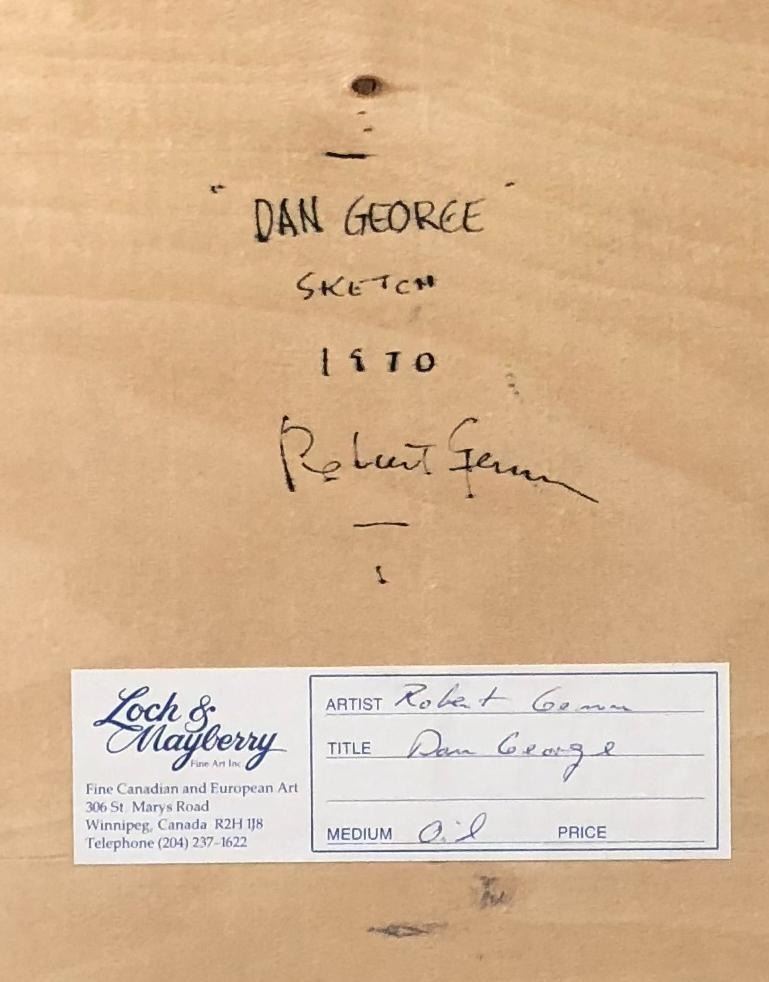 "DAN GEORGE"
SKETCH
1970
Robert Genn
1
Loch &
Mayberry
Fine Art Inc
Fine Canadian and European Art
306 St. Marys Road
Winnipeg, Canada R2H 1J8
Telephone (204) 237-1622
ARTIST Robert Genn
TITLE Dan George
MEDIUM Oil PRICE